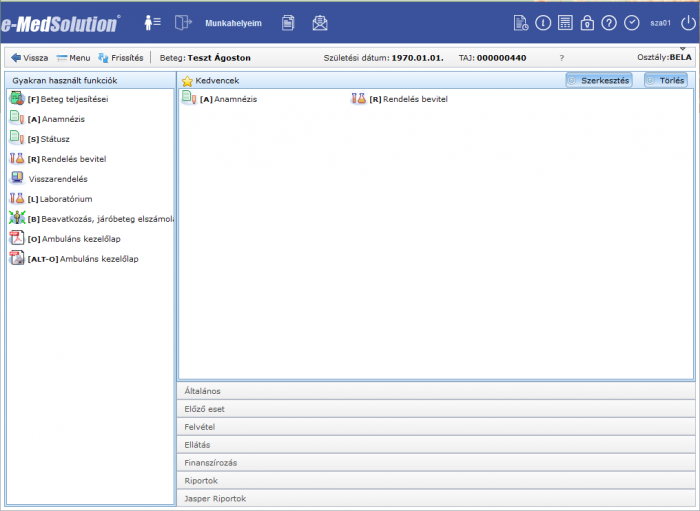 e-MedSolution®
Munkahelyeim
sza01
Vissza Menu Frissítés Beteg: Teszt Ágoston Születési dátum: 1970.01.01. TAJ: 000000440 ? Osztály:BELA
Gyakran használt funkciók
[F] Beteg teljesítései
[A] Anamnézis
[S] Státusz
[R] Rendelés bevitel
Visszarendelés
[L] Laboratórium
[B] Beavatkozás, járóbeteg elszámolá
[O] Ambuláns kezelőlap
[ALT-O] Ambuláns kezelőlap
Kedvencek Szerkesztés Törlés
[A] Anamnézis [R] Rendelés bevitel
Általános
Előző eset
Felvétel
Ellátás
Finanszírozás
Riportok
Jasper Riportok